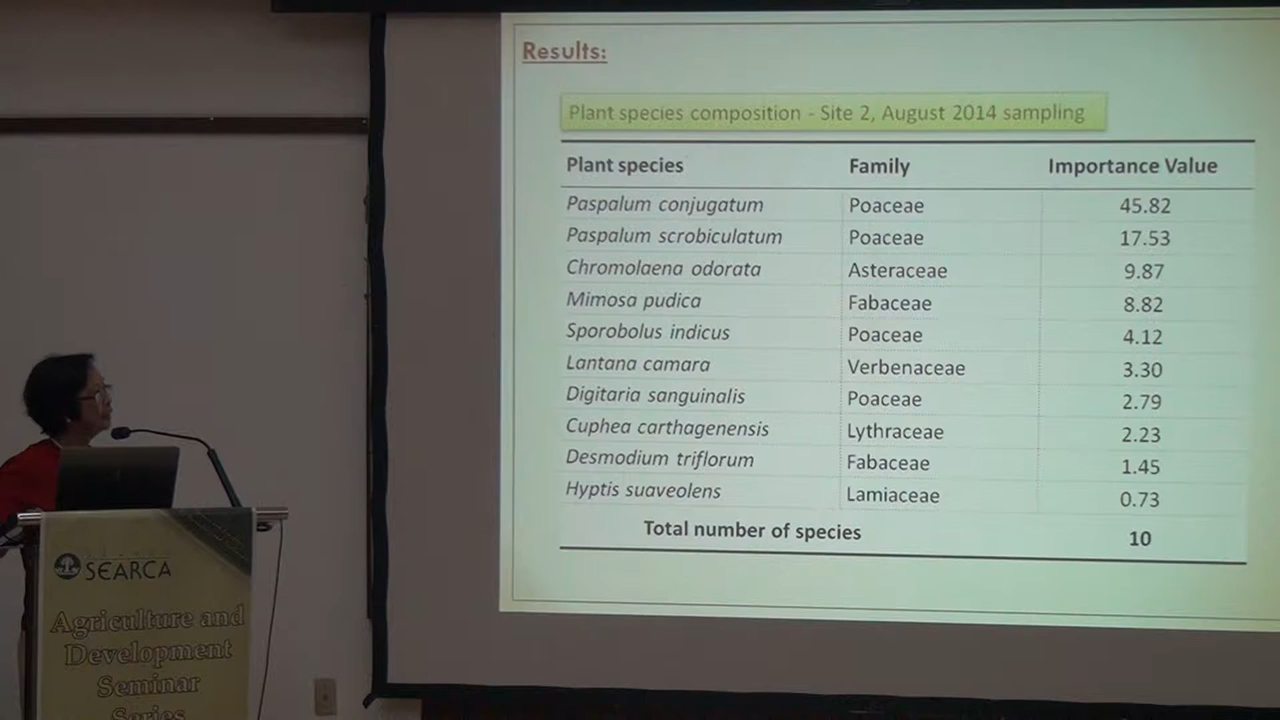 Results:
Plant species composition - Site 2, August 2014 sampling
Plant species Family Importance Value
Paspalum conjugatum Poaceae 45.82
Paspalum scrobiculatum Poaceae 17.53
Chromolaena odorata Asteraceae 9.87
Mimosa pudica Fabaceae 8.82
Sporobolus indicus Poaceae 4.12
Lantana camara Verbenaceae 3.30
Digitaria sanguinalis Poaceae 2.79
Cuphea carthagenensis Lythraceae 2.23
Desmodium triflorum Fabaceae 1.45
Hyptis suaveolens Lamiaceae 0.73
Total number of species 10
SEARCA
Agriculture and
Development
Seminar
Series